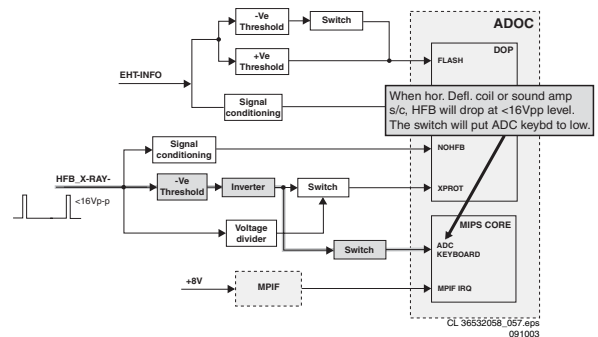 ADOC
-Ve
Threshold
Switch
+Ve
Threshold
DOP
FLASH
EHT-INFO
Signal
conditioning
When hor. Defl. coil or sound amp
s/c, HFB will drop at <16Vpp level.
The switch will put ADC keybd to low.
Signal
conditioning
NOHFB
HFB_X-RAY-
<16Vp-p
-Ve
Threshold
Inverter
Switch
XPROT
Voltage
divider
MIPS CORE
Switch
ADC
KEYBOARD
+8V
MPIF
MPIF IRQ
CL 36532058_057.eps
091003